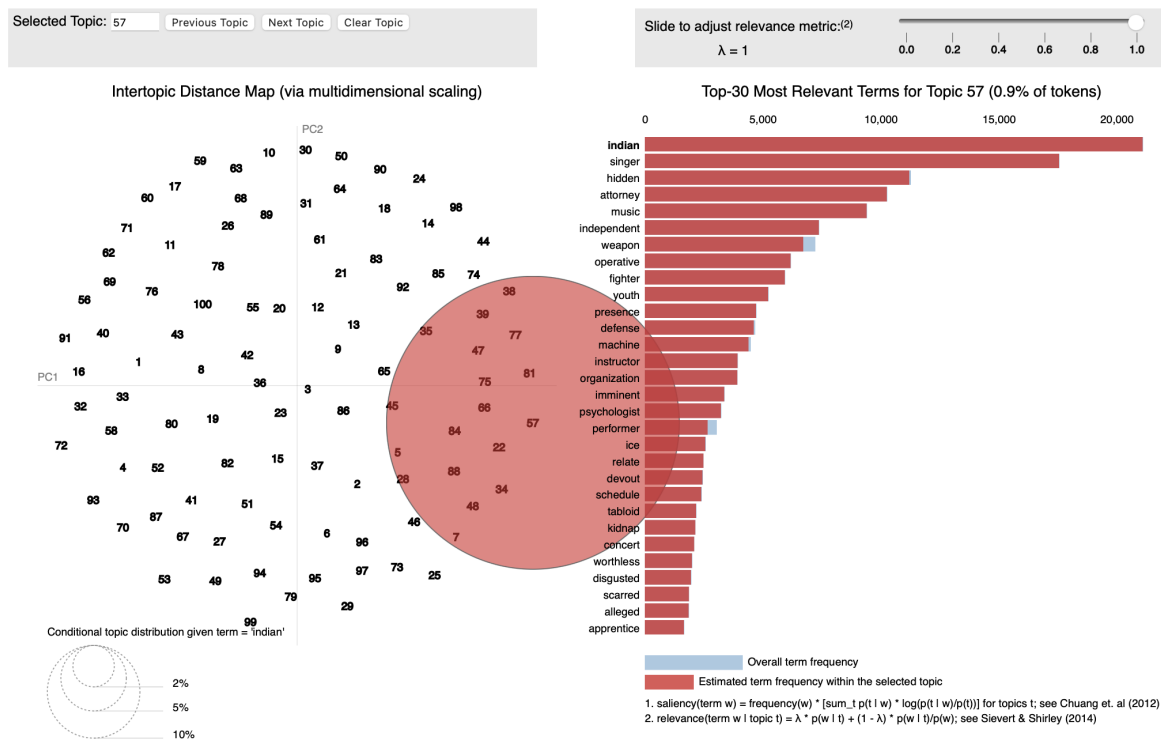 Selected Topic: 57 Previous Topic Next Topic Clear Topic
Slide to adjust relevance metric:(2)
λ = 1
0.0 0.2 0.4 0.6 0.8 1.0
Intertopic Distance Map (via multidimensional scaling)
PC2
PC1
59
10
30
50
63
90
24
17
60
68
64
31
18
98
89
14
71
26
11
61
44
62
83
78
21
85
74
69
76
92
38
56
100
55
20
12
39
13
35
91
40
43
77
9
47
42
1
8
16
65
81
36
75
3
33
32
45
66
23
86
19
80
57
58
84
72
22
5
15
82
37
4
52
88
28
2
34
93
41
51
48
87
46
70
54
6
7
67
27
96
97
73
94
25
53
49
95
79
29
99
Conditional topic distribution given term = 'indian'
2%
5%
10%
Top-30 Most Relevant Terms for Topic 57 (0.9% of tokens)
0 5,000 10,000 15,000 20,000
indian
singer
hidden
attorney
music
independent
weapon
operative
fighter
youth
presence
defense
machine
instructor
organization
imminent
psychologist
performer
ice
relate
devout
schedule
tabloid
kidnap
concert
worthless
disgusted
scarred
alleged
apprentice
Overall term frequency
Estimated term frequency within the selected topic
1. saliency(term w) = frequency(w) * [sum_t p(t | w) * log(p(t | w)/p(t))] for topics t; see Chuang et. al (2012)
2. relevance(term w | topic t) = λ * p(w | t) + (1 - λ) * p(w | t)/p(w); see Sievert & Shirley (2014)